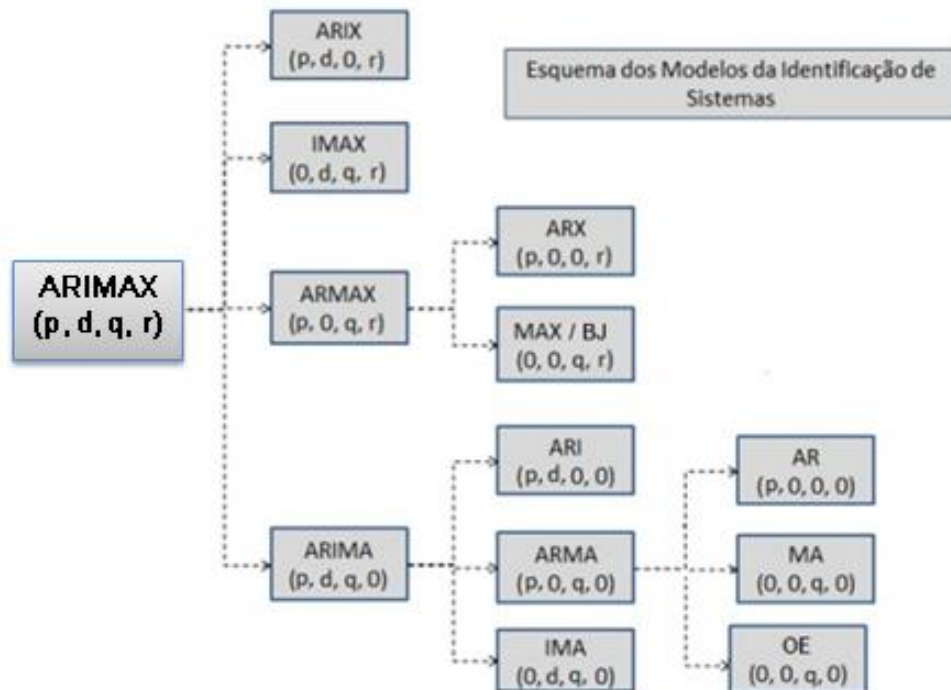 ARIX
(p, d, 0, r)
Esquema dos Modelos da Identificação de
Sistemas
IMAX
(0, d, q, r)
ARX
(p, 0, 0, r)
ARIMAX
(p, d, q, r)
ARMAX
(p, 0, q, r)
MAX / BJ
(0, 0, q, r)
ARI
(p, d, 0, 0)
AR
(p, 0, 0, 0)
ARIMA
(p, d, q, 0)
ARMA
(p, 0, q, 0)
MA
(0, 0, q, 0)
IMA
(0, d, q, 0)
OE
(0, 0, q, 0)